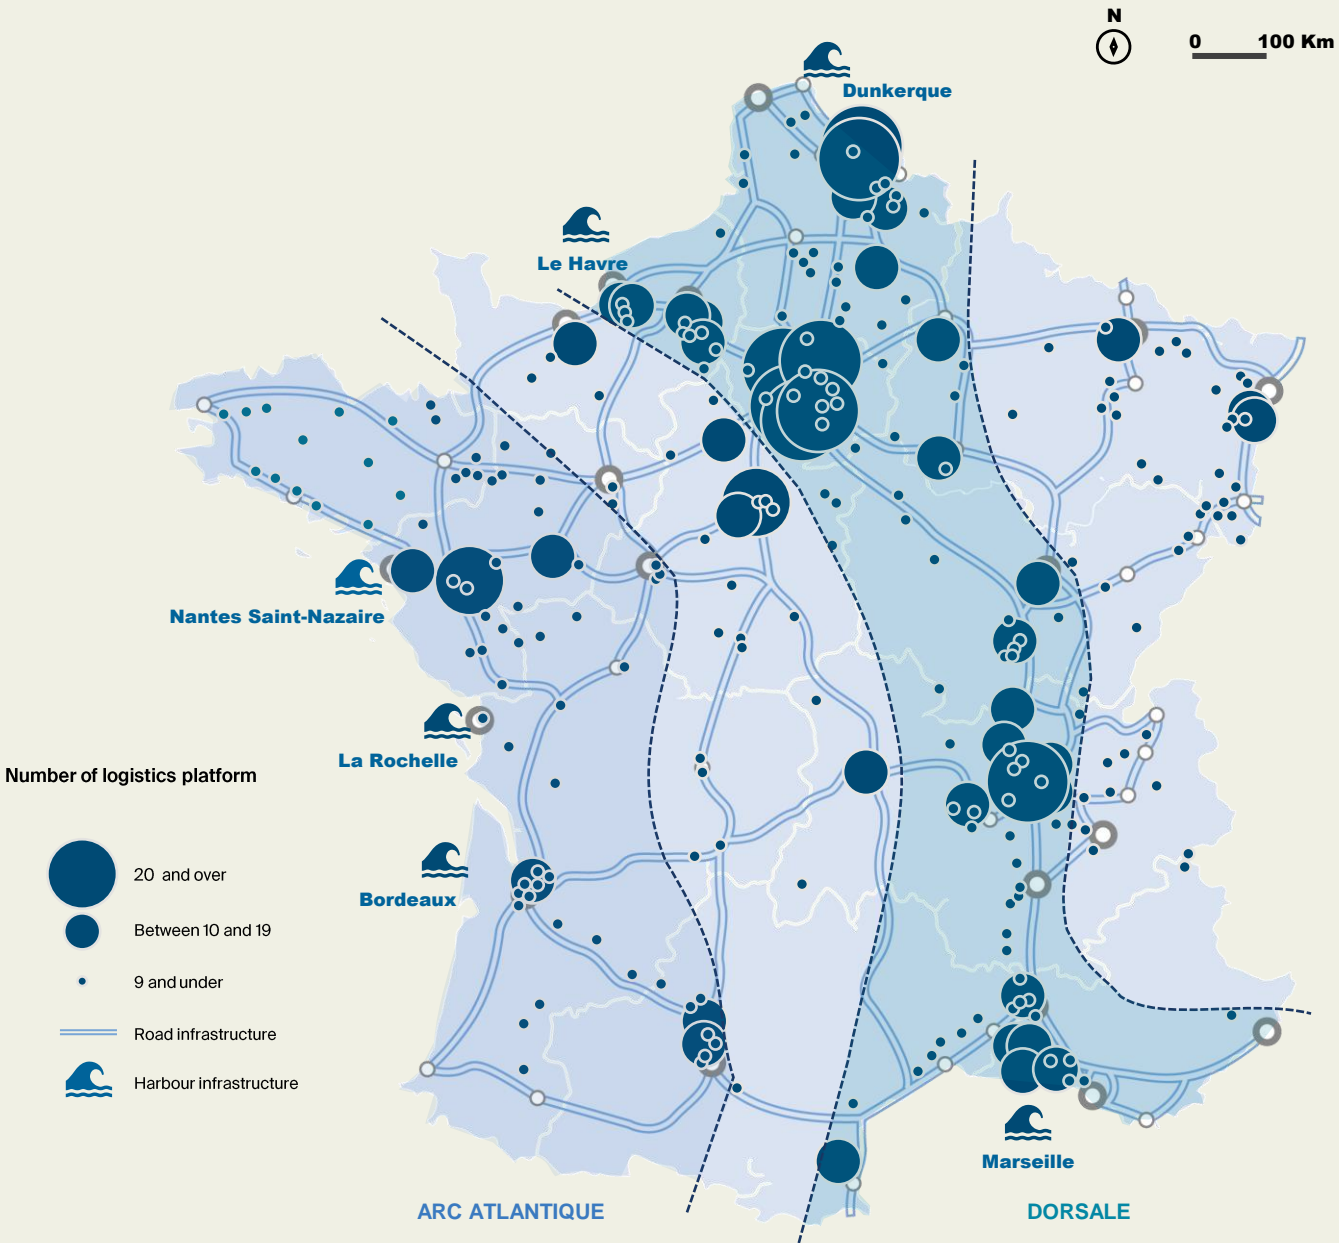 N
0 100 Km
Dunkerque
Le Havre
Nantes Saint-Nazaire
La Rochelle
Number of logistics platform
20 and over
Bordeaux
Between 10 and 19
9 and under
Road infrastructure
Harbour infrastructure
Marseille
ARC ATLANTIQUE
DORSALE